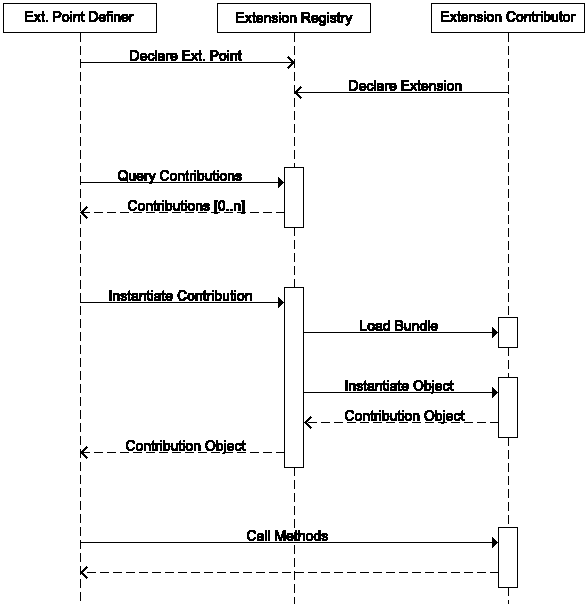 Ext. Point Definer
Extension Registry
Extension Contributor
Declare Ext. Point
Declare Extension
Query Contributions
Contributions [0..n]
Instantiate Contribution
Load Bundle
Instantiate Object
Contribution Object
Contribution Object
Call Methods